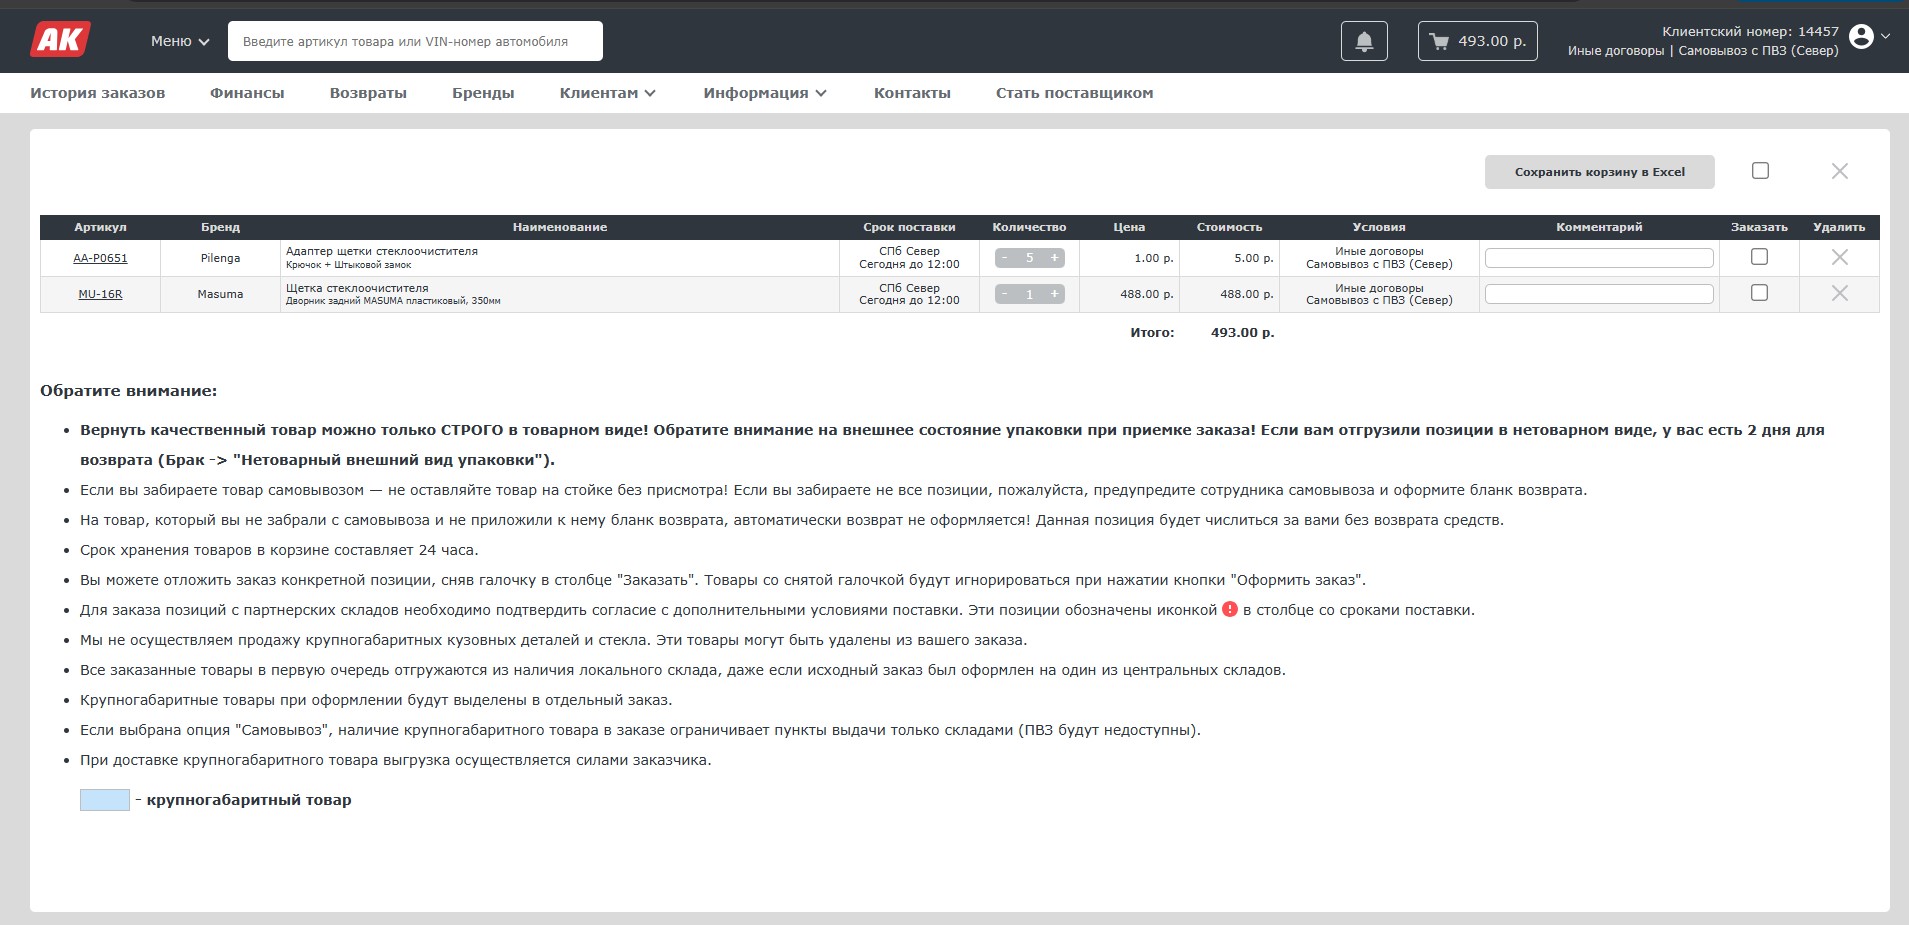 АК
Меню
Введите артикул товара или VIN-номер автомобиля
493.00 р.
Клиентский номер: 14457
Иные договоры | Самовывоз с ПВЗ (Север)
История заказов Финансы Возвраты Бренды Клиентам Информация Контакты Стать поставщиком
Сохранить корзину в Excel
Артикул Бренд Наименование Срок поставки Количество Цена Стоимость Условия Комментарий Заказать Удалить
AA-P0651 Pilenga Адаптер щетки стеклоочистителя
Крючок + Штыковой замок
СПб Север
Сегодня до 12:00
- 5 + 1.00 р. 5.00 р. Иные договоры
Самовывоз с ПВЗ (Север)
MU-16R Masuma Щетка стеклоочистителя
Дворник задний MASUMA пластиковый, 350мм
СПб Север
Сегодня до 12:00
- 1 + 488.00 р. 488.00 р. Иные договоры
Самовывоз с ПВЗ (Север)
Итого: 493.00 р.
Обратите внимание:
• Вернуть качественный товар можно только СТРОГО в товарном виде! Обратите внимание на внешнее состояние упаковки при приемке заказа! Если вам отгрузили позиции в нетоварном виде, у вас есть 2 дня для
возврата (Брак -> "Нетоварный внешний вид упаковки").
• Если вы забираете товар самовывозом — не оставляйте товар на стойке без присмотра! Если вы забираете не все позиции, пожалуйста, предупредите сотрудника самовывоза и оформите бланк возврата.
• На товар, который вы не забрали с самовывоза и не приложили к нему бланк возврата, автоматически возврат не оформляется! Данная позиция будет числиться за вами без возврата средств.
• Срок хранения товаров в корзине составляет 24 часа.
• Вы можете отложить заказ конкретной позиции, сняв галочку в столбце "Заказать". Товары со снятой галочкой будут игнорироваться при нажатии кнопки "Оформить заказ".
• Для заказа позиций с партнерских складов необходимо подтвердить согласие с дополнительными условиями поставки. Эти позиции обозначены иконкой ! в столбце со сроками поставки.
• Мы не осуществляем продажу крупногабаритных кузовных деталей и стекла. Эти товары могут быть удалены из вашего заказа.
• Все заказанные товары в первую очередь отгружаются из наличия локального склада, даже если исходный заказ был оформлен на один из центральных складов.
• Крупногабаритные товары при оформлении будут выделены в отдельный заказ.
• Если выбрана опция "Самовывоз", наличие крупногабаритного товара в заказе ограничивает пункты выдачи только складами (ПВЗ будут недоступны).
• При доставке крупногабаритного товара выгрузка осуществляется силами заказчика.
- крупногабаритный товар